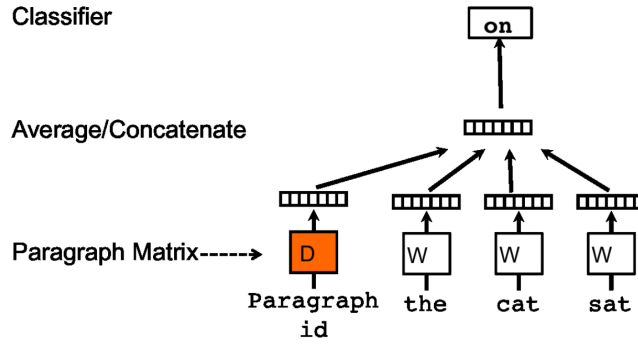 Classifier
on
Average/Concatenate
Paragraph Matrix
D
W
W
W
Paragraph
id
the
cat
sat